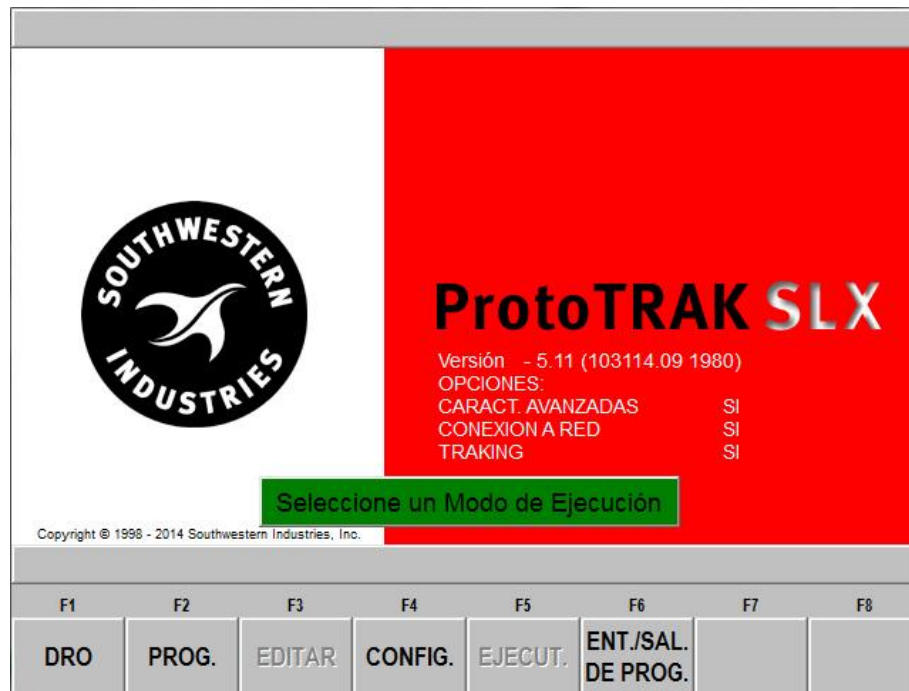 SOUTHWESTERN
INDUSTRIES
ProtoTRAK SLX
Versión - 5.11 (103114.09 1980)
OPCIONES:
CARACT. AVANZADAS SI
CONEXION A RED SI
TRAKING SI
Seleccione un Modo de Ejecución
Copyright © 1998 - 2014 Southwestern Industries, Inc.
F1 F2 F3 F4 F5 F6 F7 F8
DRO PROG. EDITAR CONFIG. EJECUT. ENT./SAL.
DE PROG.